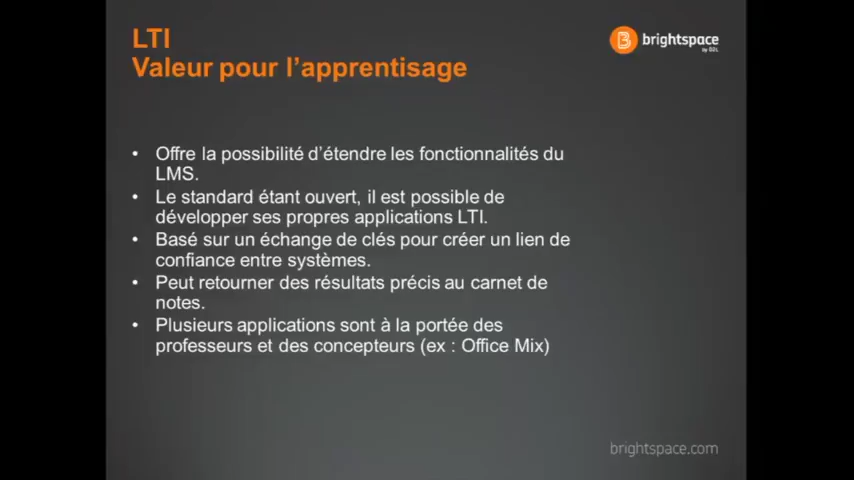 LTI
Valeur pour l'apprentisage
brightspace
by D2L
• Offre la possibilité d'étendre les fonctionnalités du
LMS.
• Le standard étant ouvert, il est possible de
développer ses propres applications LTI.
• Basé sur un échange de clés pour créer un lien de
confiance entre systèmes.
• Peut retourner des résultats précis au carnet de
notes.
• Plusieurs applications sont à la portée des
professeurs et des concepteurs (ex : Office Mix)
brightspace.com